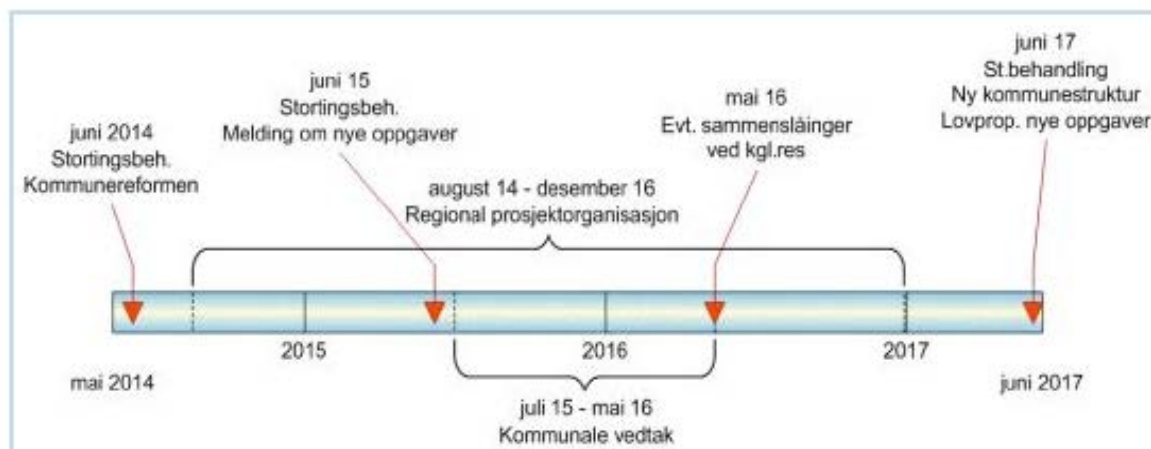 juni 2014
Stortingsbeh.
Kommunereformen
juni 15
Stortingsbeh.
Melding om nye oppgaver
august 14 - desember 16
Regional prosjektorganisasjon
mai 16
Evt. sammenslåinger
ved kgl.res
juni 17
St.behandling
Ny kommunestruktur
Lovprop. nye oppgaver
2015
2016
2017
mai 2014
juni 2017
juli 15 - mai 16
Kommunale vedtak